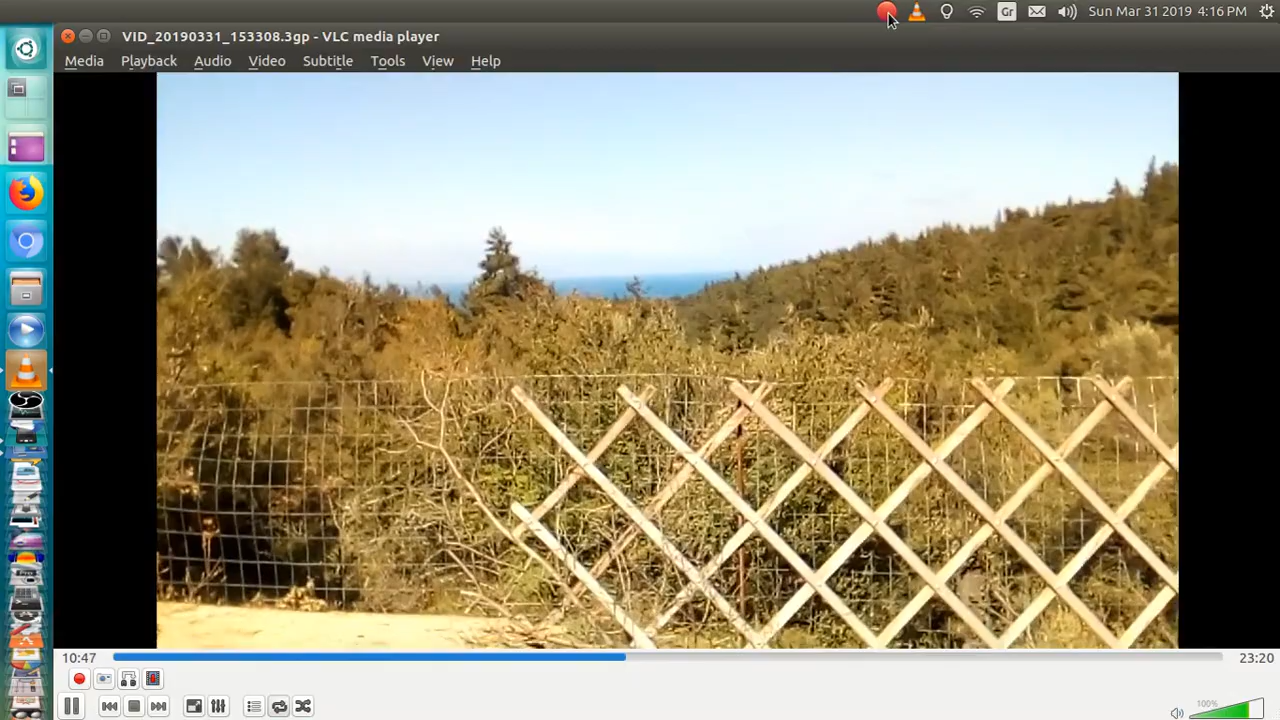 Gr
Sun Mar 31 2019 4:16 PM
VID_20190331_153308.3gp - VLC media player
Media Playback Audio Video Subtitle Tools View Help
10:47
23:20
100%